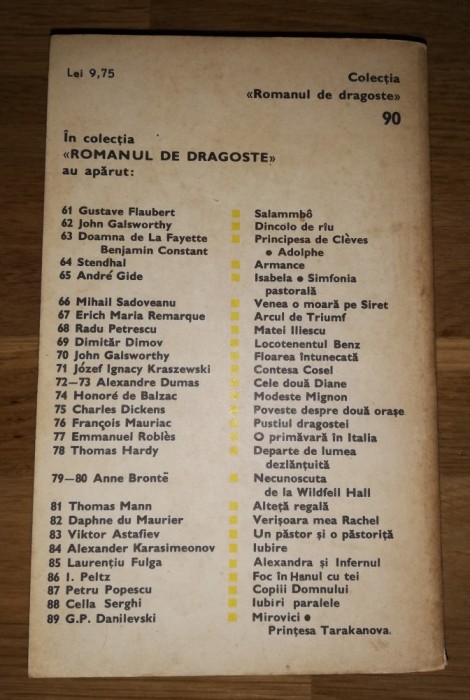 Lei 9,75
Colecția
«Romanul de dragoste»
90
În colecția
«ROMANUL DE DRAGOSTE»
au apărut:
61 Gustave Flaubert ■ Salammbô
62 John Galsworthy ■ Dincolo de rîu
63 Doamna de La Fayette ■ Principesa de Clèves
Benjamin Constant • Adolphe
64 Stendhal ■ Armance
65 André Gide ■ Isabela • Simfonia
pastorală
66 Mihail Sadoveanu ■ Venea o moară pe Siret
67 Erich Maria Remarque ■ Arcul de Triumf
68 Radu Petrescu ■ Matei Iliescu
69 Dimităr Dimov ■ Locotenentul Benz
70 John Galsworthy ■ Floarea întunecată
71 Józef Ignacy Kraszewski ■ Contesa Cosel
72—73 Alexandre Dumas ■ Cele două Diane
74 Honoré de Balzac ■ Modeste Mignon
75 Charles Dickens ■ Poveste despre două orașe
76 François Mauriac ■ Pustiul dragostei
77 Emmanuel Roblès ■ O primăvară în Italia
78 Thomas Hardy ■ Departe de lumea
dezlănțuită
79—80 Anne Brontë ■ Necunoscuta
de la Wildfell Hall
81 Thomas Mann ■ Alteță regală
82 Daphne du Maurier ■ Verișoara mea Rachel
83 Viktor Astafiev ■ Un păstor și o păstoriță
84 Alexander Karasimeonov ■ Iubire
85 Laurențiu Fulga ■ Alexandra și Infernul
86 I. Peltz ■ Foc în Hanul cu tei
87 Petru Popescu ■ Copiii Domnului
88 Cella Serghi ■ Iubiri paralele
89 G.P. Danilevski ■ Mirovici •
Prințesa Tarakanova.